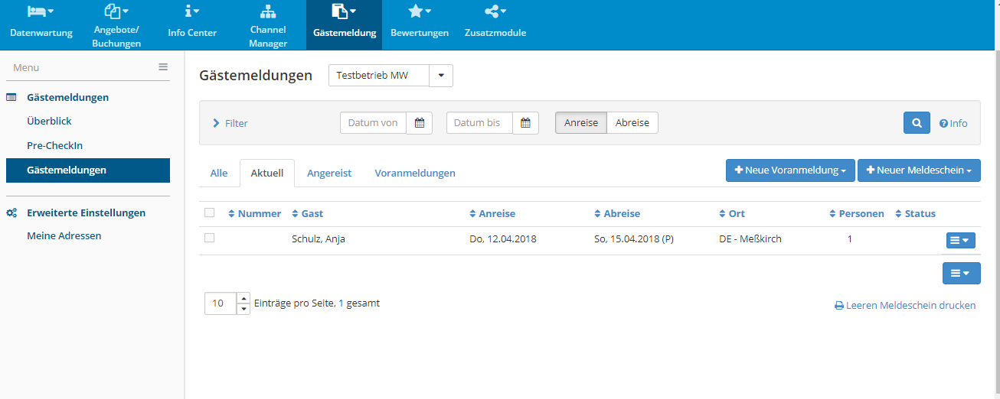 Datenwartung
Angebote/
Buchungen
Info Center
Channel
Manager
Gästemeldung
Bewertungen
Zusatzmodule
Menu
Gästemeldungen
Überblick
Pre-CheckIn
Gästemeldungen
Erweiterte Einstellungen
Meine Adressen
Gästemeldungen Testbetrieb MW
Filter Datum von Datum bis Anreise Abreise Info
Alle Aktuell Angereist Voranmeldungen Neue Voranmeldung Neuer Meldeschein
Nummer Gast Anreise Abreise Ort Personen Status
Schulz, Anja Do, 12.04.2018 So, 15.04.2018 (P) DE - Meßkirch 1
10 Einträge pro Seite, 1 gesamt
Leeren Meldeschein drucken